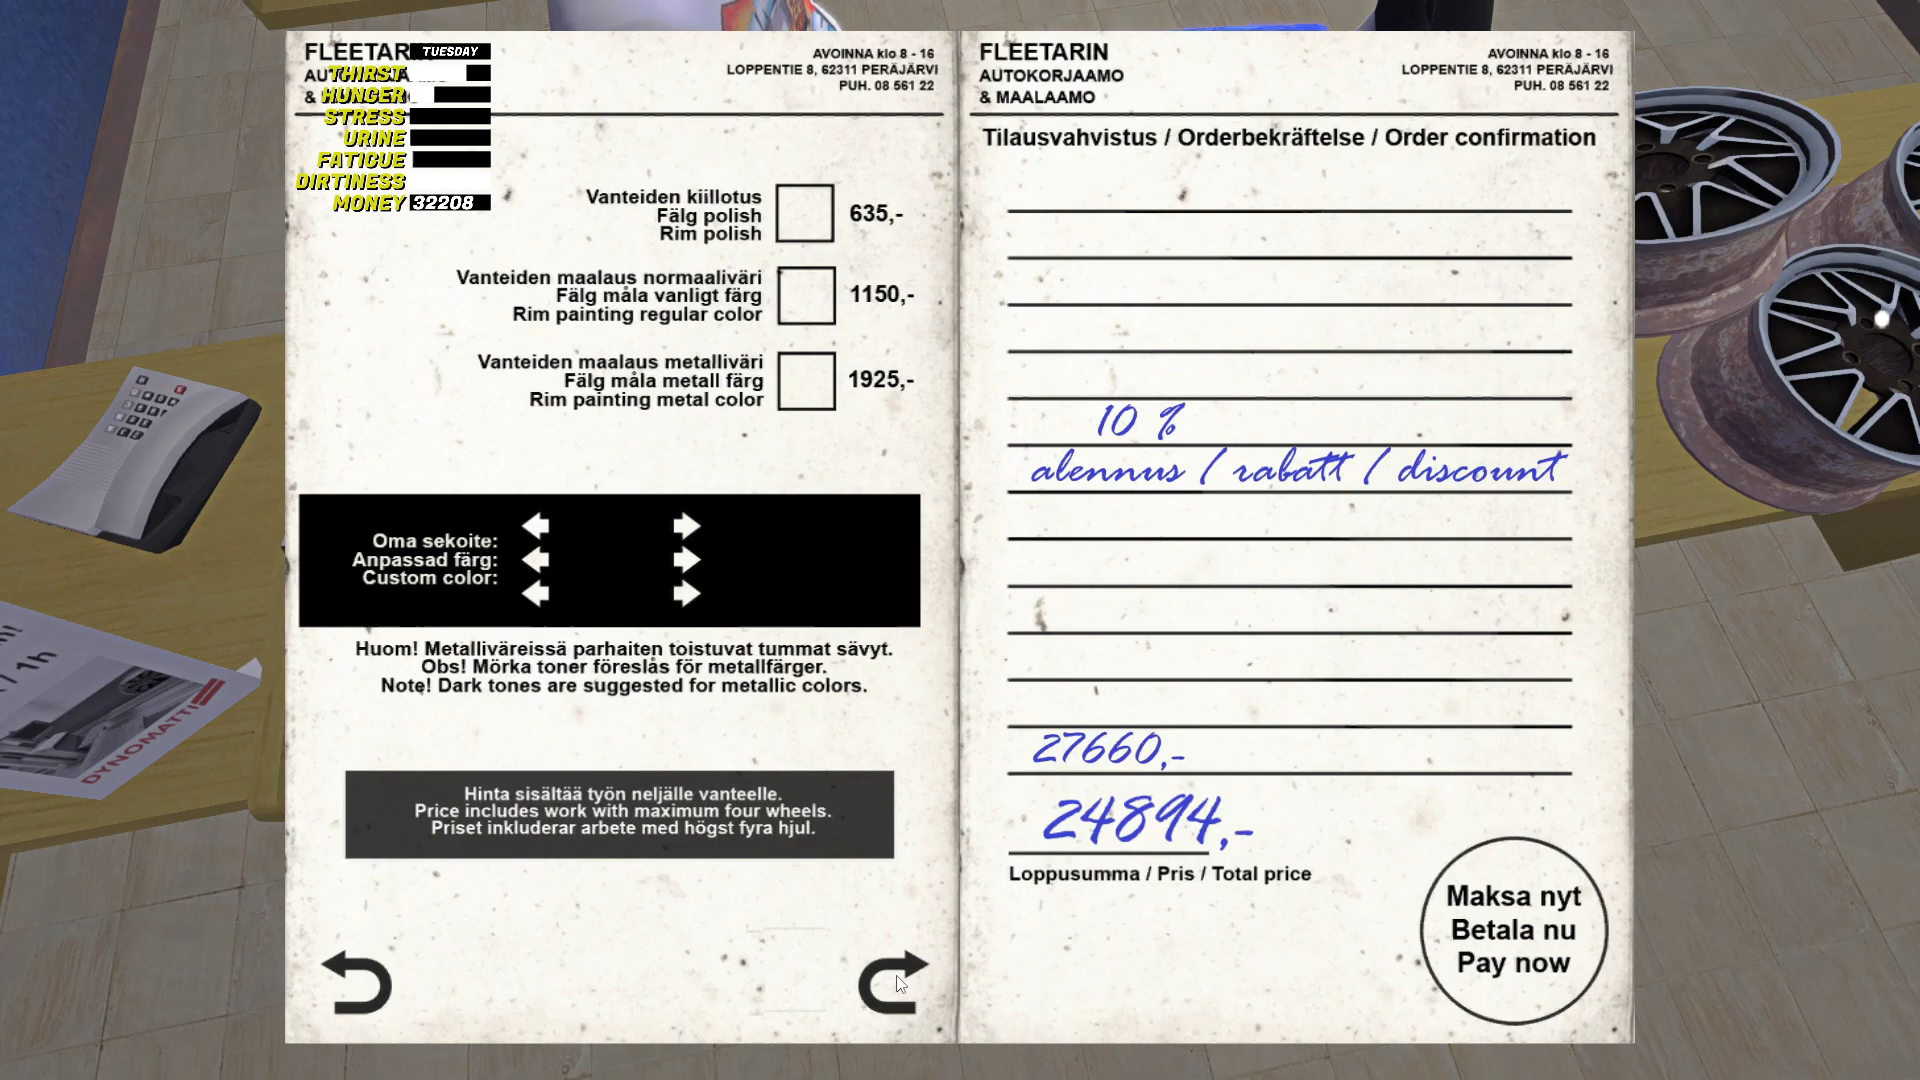 FLEETAR
AU
&
TUESDAY
THIRST
HUNGER
STRESS
URINE
FATIGUE
DIRTINESS
MONEY 32208
AVOINNA klo 8 - 16
LOPPENTIE 8, 62311 PERÄJÄRVI
PUH. 08 561 22
Vanteiden kiillotus
Fälg polish
Rim polish
635,-
Vanteiden maalaus normaaliväri
Fälg måla vanligt färg
Rim painting regular color
1150,-
Vanteiden maalaus metalliväri
Fälg måla metall färg
Rim painting metal color
1925,-
Oma sekoite:
Anpassad färg:
Custom color:
Huom! Metalliväreissä parhaiten toistuvat tummat sävyt.
Obs! Mörka toner föreslås för metallfärger.
Note! Dark tones are suggested for metallic colors.
Hinta sisältää työn neljälle vanteelle.
Price includes work with maximum four wheels.
Priset inkluderar arbete med högst fyra hjul.
FLEETARIN
AUTOKORJAAMO
& MAALAAMO
AVOINNA klo 8 - 16
LOPPENTIE 8, 62311 PERÄJÄRVI
PUH. 08 561 22
Tilausvahvistus / Orderbekräftelse / Order confirmation
10 %
alennus / rabatt / discount
27660,-
24894,-
Loppusumma / Pris / Total price
Maksa nyt
Betala nu
Pay now
/ 1h
DYNOMATTI